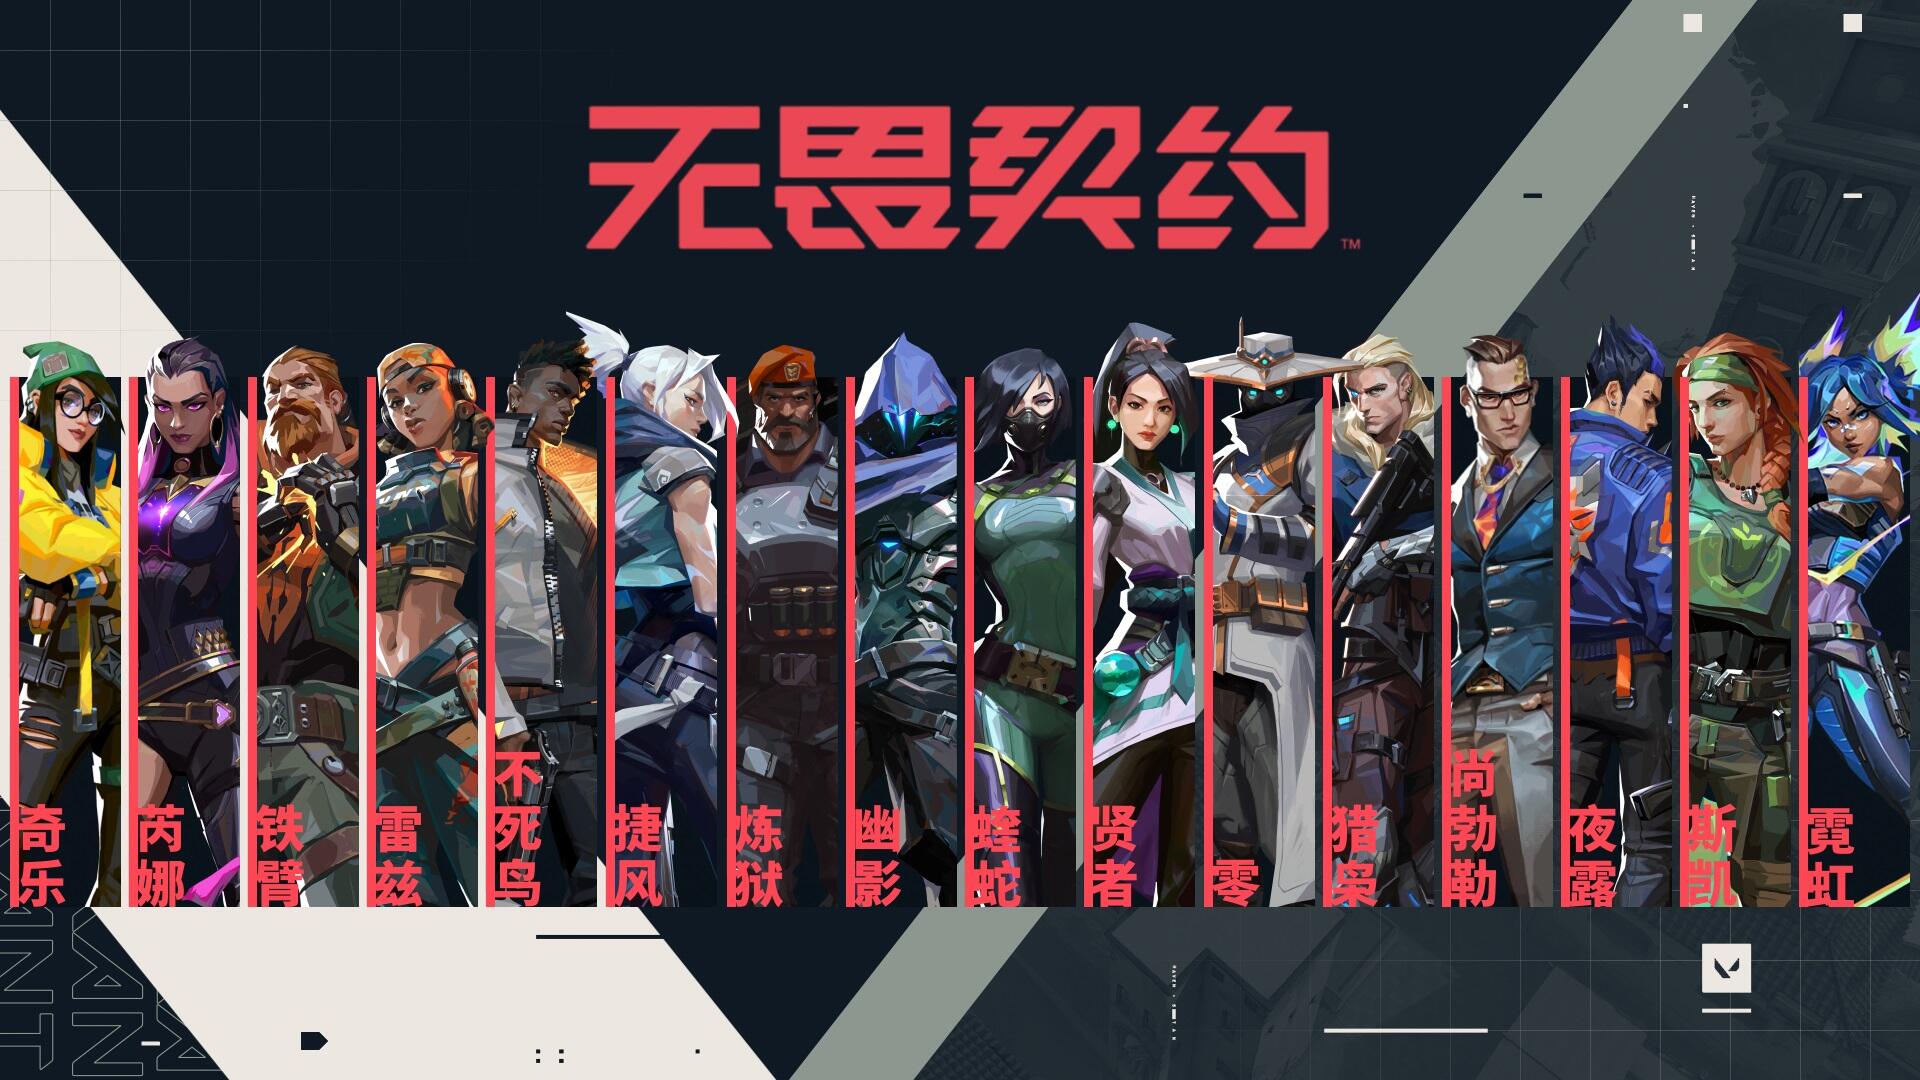 无畏契约
TM
奇乐
芮娜
铁臂
雷兹
不死鸟
捷风
炼狱
幽影
蝰蛇
贤者
零
猎枭
尚勃勒
夜露
斯凯
霓虹